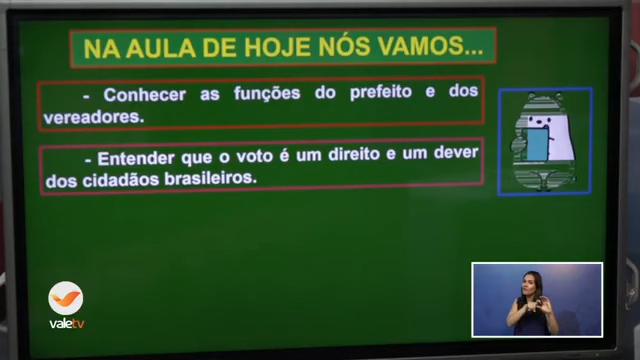 NA AULA DE HOJE NÓS VAMOS...
- Conhecer as funções do prefeito e dos
vereadores.
- Entender que o voto é um direito e um dever
dos cidadãos brasileiros.
valetv